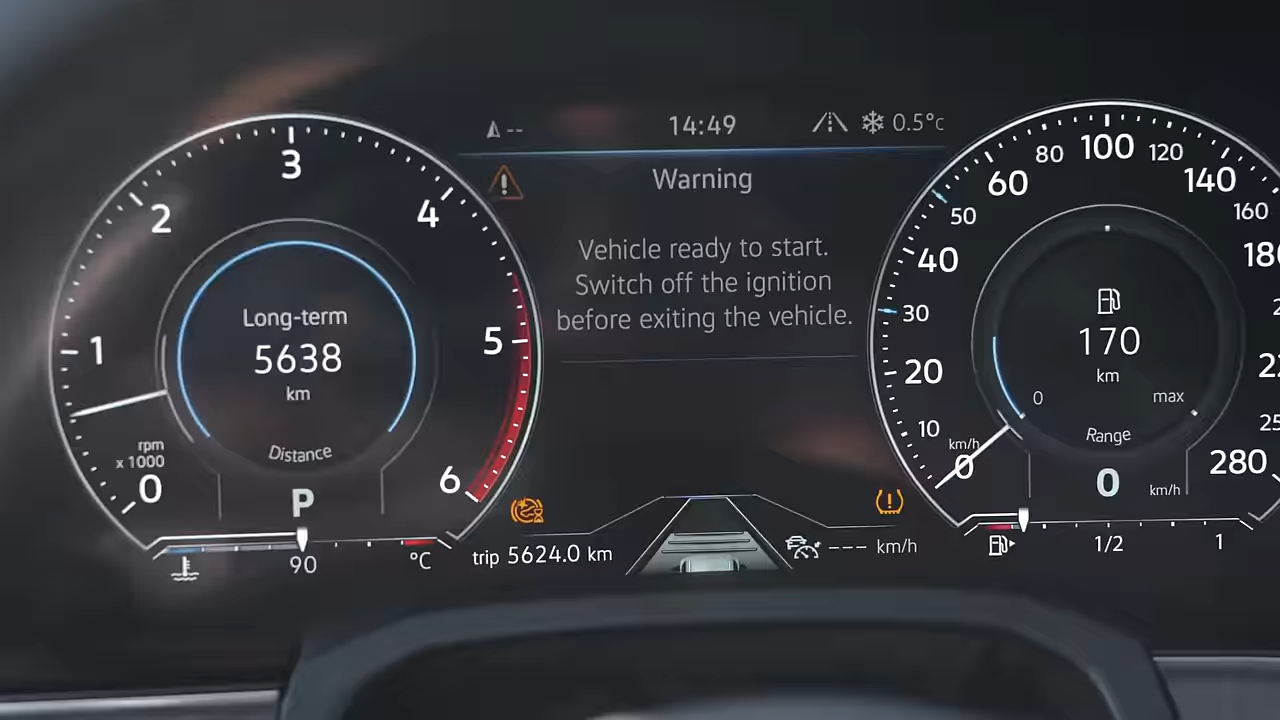 --
14:49
0.5°C
Warning
Vehicle ready to start.
Switch off the ignition
before exiting the vehicle.
0
1
2
3
4
5
6
rpm
x 1000
Long-term
5638
km
Distance
P
90
°C
trip 5624.0 km
--- km/h
0
10
20
30
40
50
60
80
100
120
140
160
280
km/h
170
km
0
max
Range
0
km/h
1/2
1